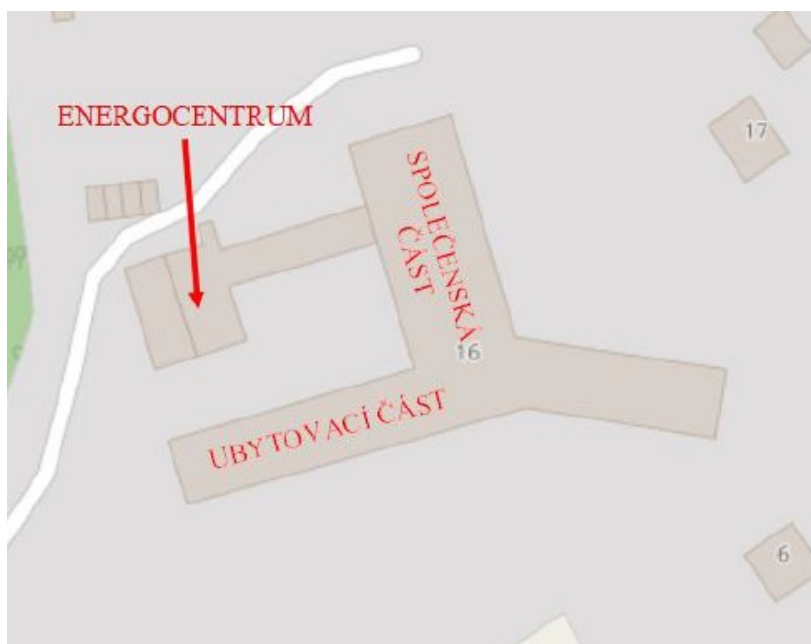 ENERGOCENTRUM
17
SPOLEČENSKÁ
ČÁST
16
UBYTOVACÍ ČÁST
6